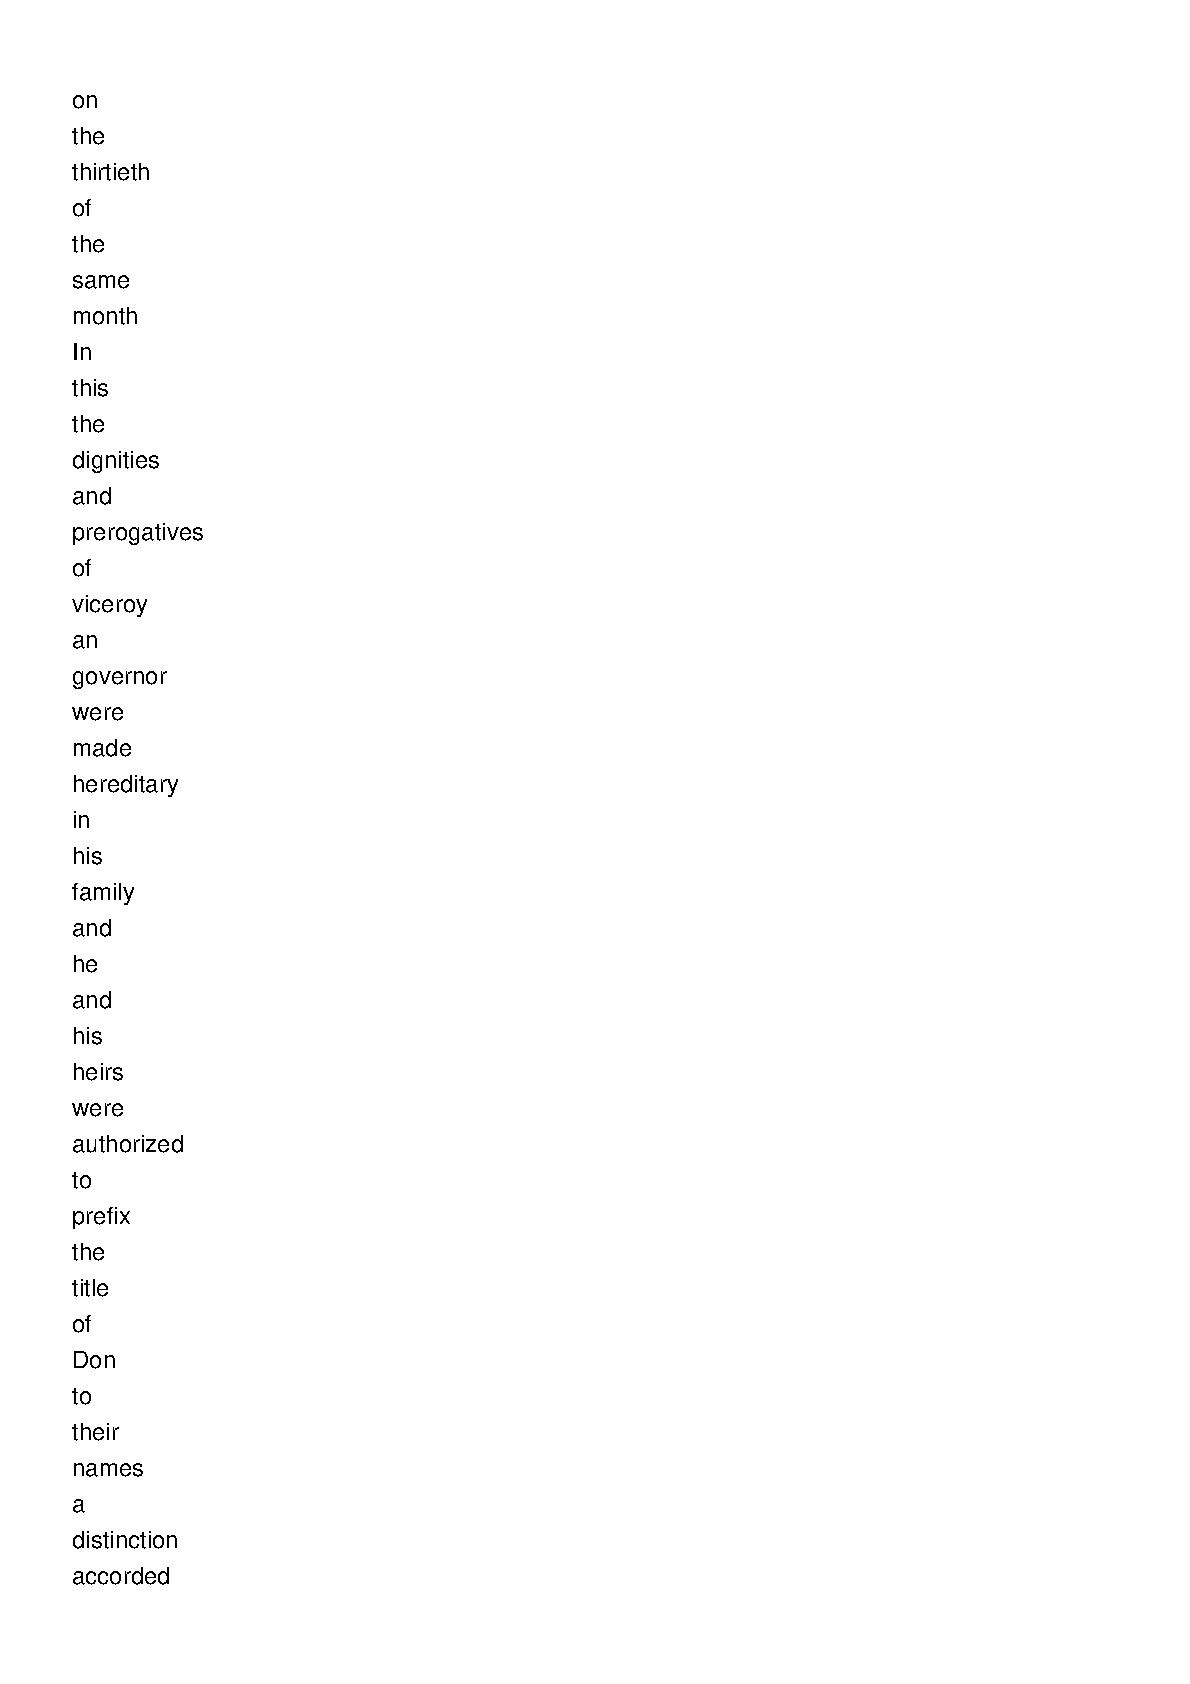 on
the
thirtieth
of
the
same
month
In
this
the
dignities
and
prerogatives
of
viceroy
an
governor
were
made
hereditary
in
his
family
and
he
and
his
heirs
were
authorized
to
prefix
the
title
of
Don
to
their
names
a
distinction
accorded